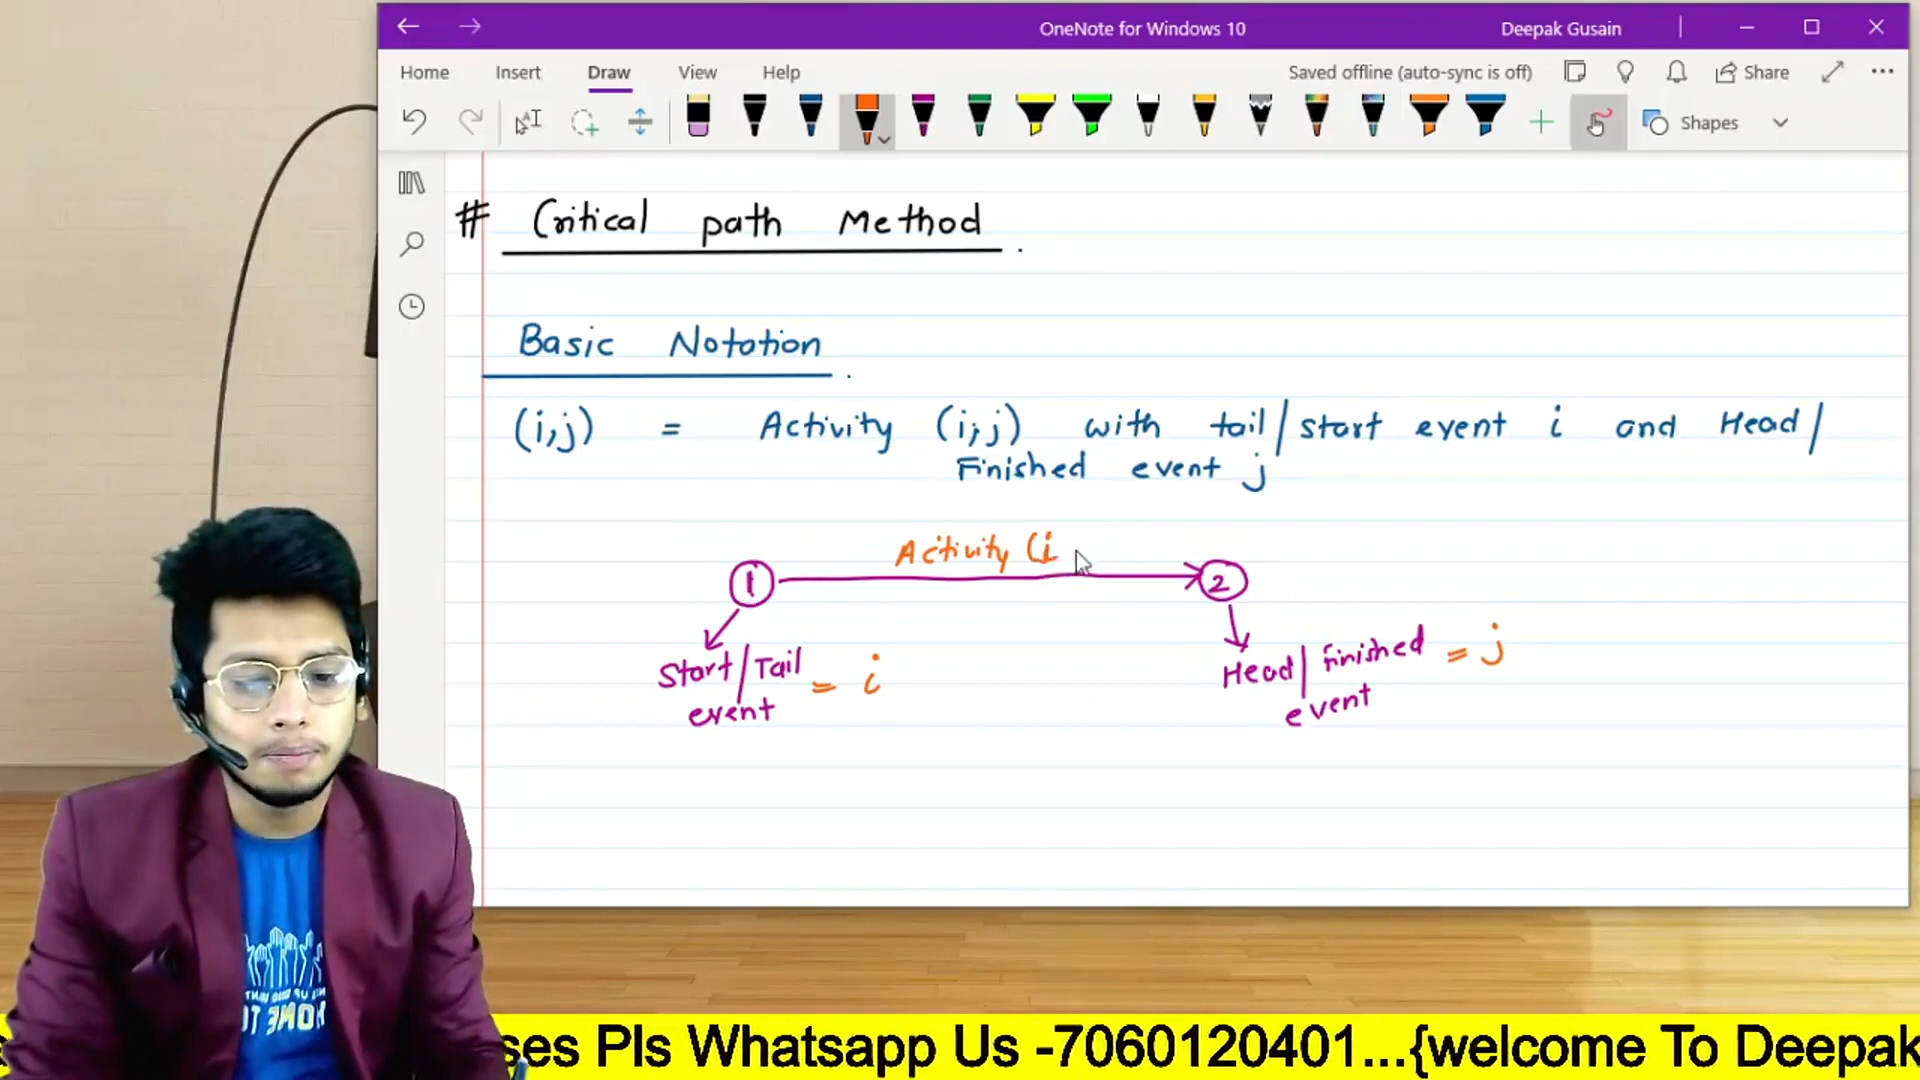 OneNote for Windows 10
Deepak Gusain
Home Insert Draw View Help
Saved offline (auto-sync is off)
Share
Shapes
# Critical path Method.
Basic Notation.
(i,j) = Activity (i,j) with tail/start event i and Head/
Finished event j
Activity (i
1
2
Start/Tail
event
= i
Head/finished
event
= j
ses Pls Whatsapp Us -7060120401...{welcome To Deepak